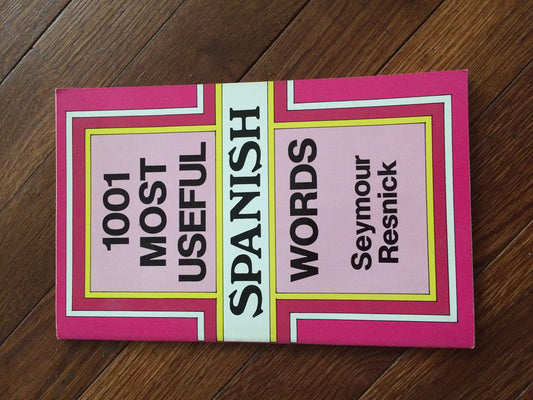 1001
MOST
USEFUL
SPANISH
WORDS
Seymour
Resnick